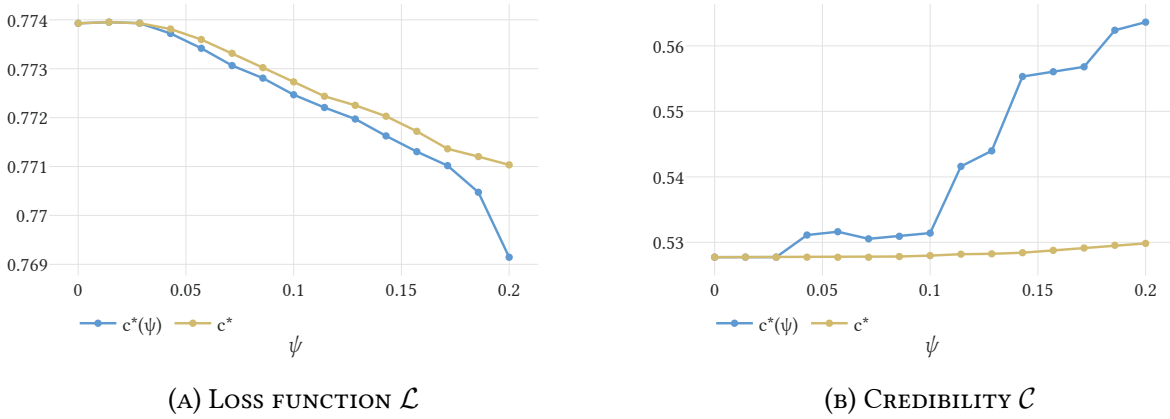 0.774
0.773
0.772
0.771
0.77
0.769
0 0.05 0.1 0.15 0.2
c*(ψ) c*
ψ
(A) Loss function ℒ
0.56
0.55
0.54
0.53
0 0.05 0.1 0.15 0.2
c*(ψ) c*
ψ
(B) Credibility 𝒞